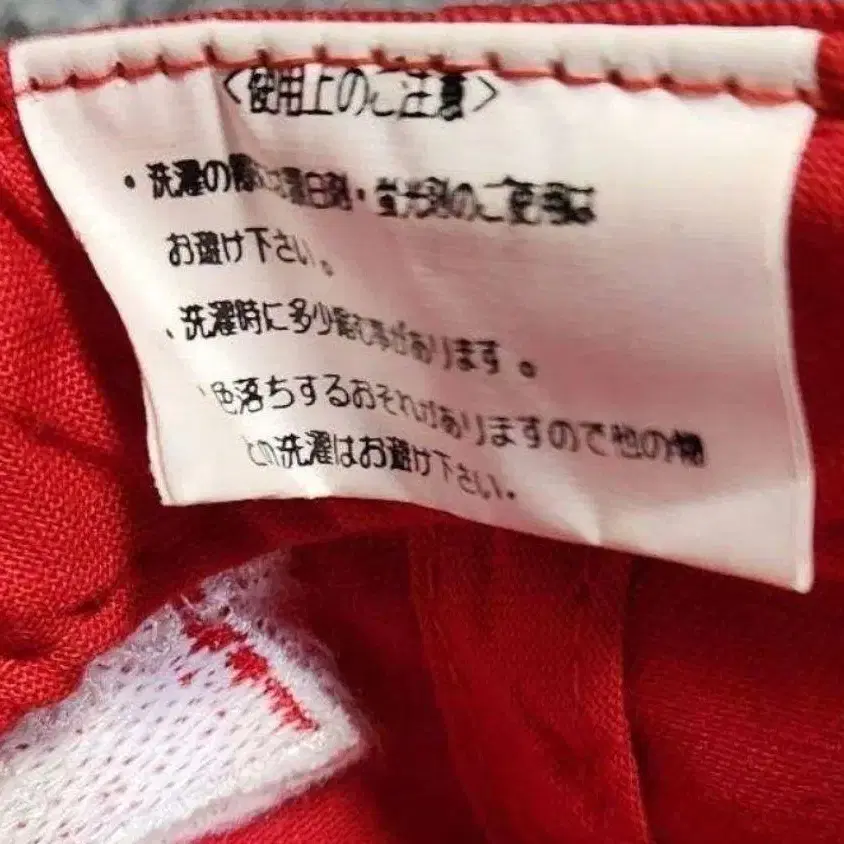 <使用上のご注意>
・洗濯の際には漂白剤・蛍光剤のご使用は
お避け下さい。
、洗濯時に多少縮む事があります。
、色落ちするおそれがありますので他の物
との洗濯はお避け下さい.